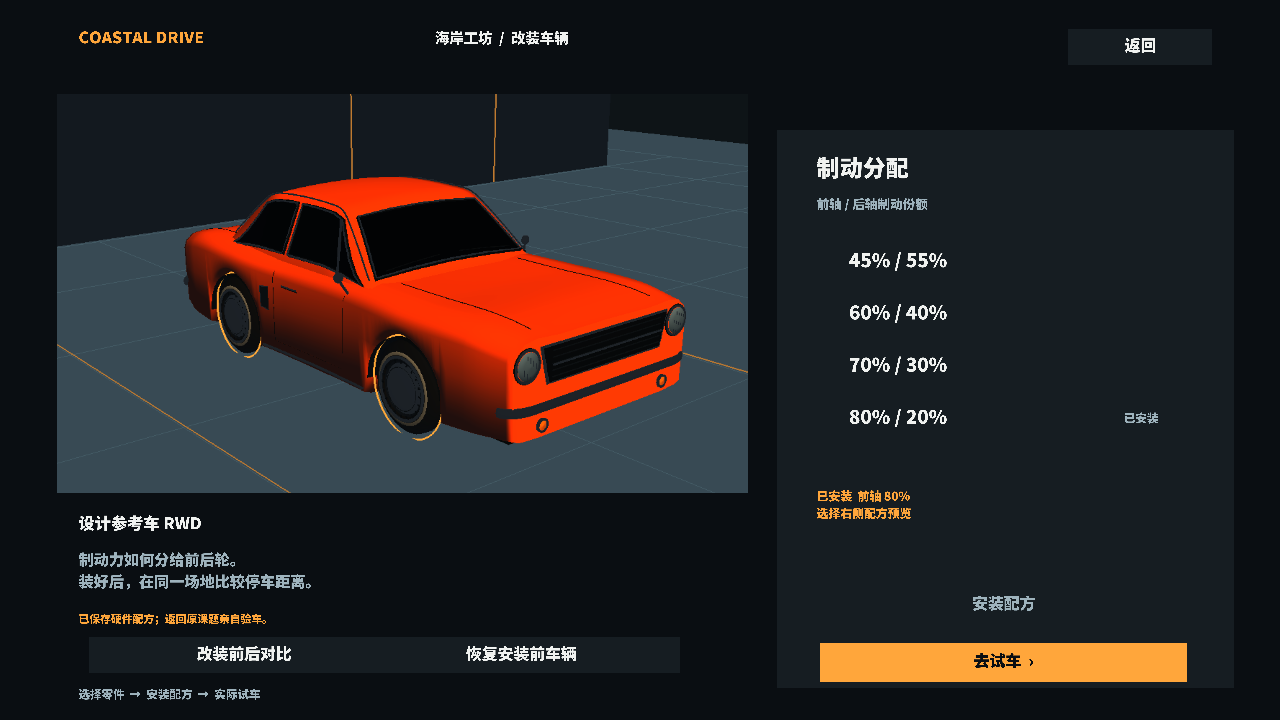 COASTAL DRIVE
海岸工坊 / 改装车辆
返回
制动分配
前轴 / 后轴制动份额
45% / 55%
60% / 40%
70% / 30%
80% / 20%
已安装
已安装 前轴 80%
选择右侧配方预览
设计参考车 RWD
制动力如何分给前后轮。
装好后，在同一场地比较停车距离。
已保存硬件配方；返回原课题亲自验车。
改装前后对比
恢复安装前车辆
选择零件 → 安装配方 → 实际试车
安装配方
去试车 ›